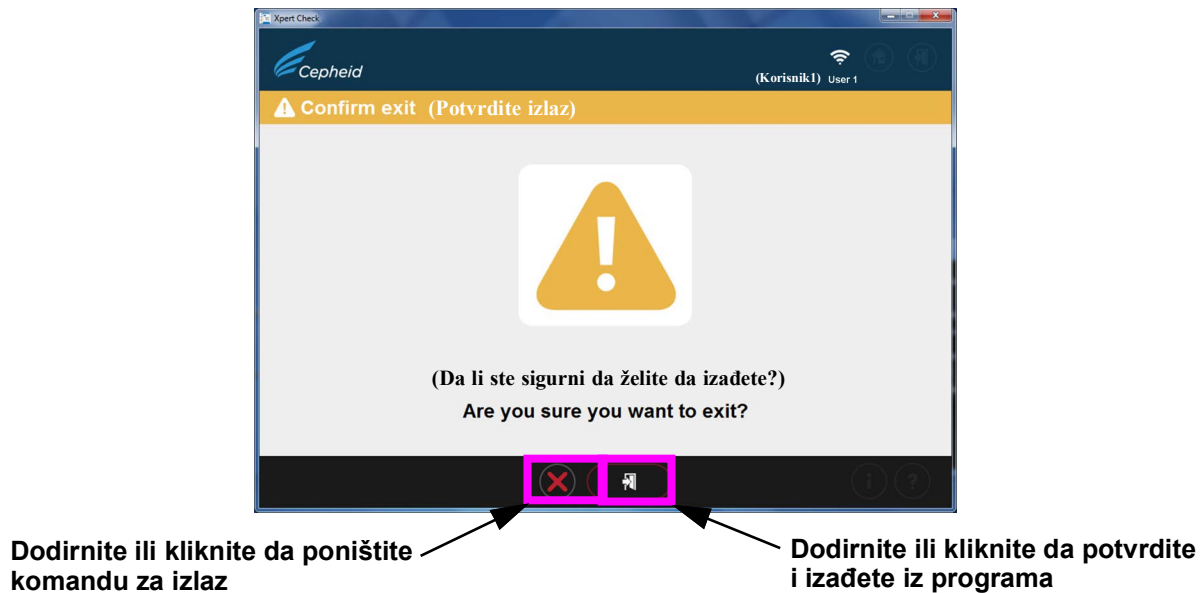 Xpert Check
Cepheid
(Korisnik1) User 1
Confirm exit (Potvrdite izlaz)
(Da li ste sigurni da želite da izađete?)
Are you sure you want to exit?
i ?
Dodirnite ili kliknite da poništite
komandu za izlaz
Dodirnite ili kliknite da potvrdite
i izađete iz programa